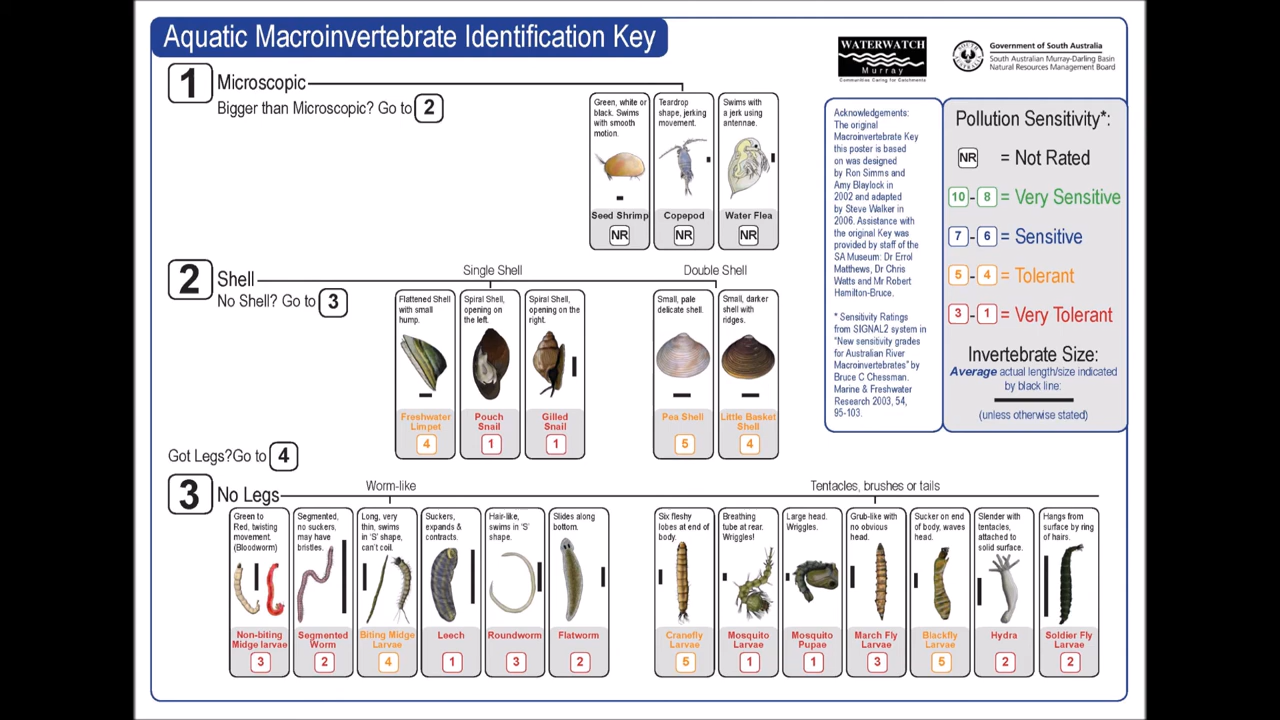 Aquatic Macroinvertebrate Identification Key
WATERWATCH
Murray
Communities Caring for Catchments
Government of South Australia
South Australian Murray-Darling Basin
Natural Resources Management Board
1 Microscopic
Bigger than Microscopic? Go to 2
Green, white or
black. Swims
with smooth
motion.
Seed Shrimp
NR
Teardrop
shape, jerking
movement.
Copepod
NR
Swims with
a jerk using
antennae.
Water Flea
NR
Acknowledgements:
The original
Macroinvertebrate Key
this poster is based
on was designed
by Ron Simms and
Amy Blaylock in
2002 and adapted
by Steve Walker in
2006. Assistance with
the original Key was
provided by staff of the
SA Museum: Dr Errol
Matthews, Dr Chris
Watts and Mr Robert
Hamilton-Bruce.
* Sensitivity Ratings
from SIGNAL2 system in
"New sensitivity grades
for Australian River
Macroinvertebrates" by
Bruce C Chessman.
Marine & Freshwater
Research 2003, 54,
95-103.
Pollution Sensitivity*:
NR = Not Rated
10 - 8 = Very Sensitive
7 - 6 = Sensitive
5 - 4 = Tolerant
3 - 1 = Very Tolerant
Invertebrate Size:
Average actual length/size indicated
by black line:
(unless otherwise stated)
2 Shell
No Shell? Go to 3
Single Shell
Flattened Shell
with small
hump.
Freshwater
Limpet
4
Spiral Shell,
opening on
the left.
Pouch
Snail
1
Spiral Shell,
opening on the
right.
Gilled
Snail
1
Double Shell
Small, pale
delicate shell.
Pea Shell
5
Small, darker
shell with
ridges.
Little Basket
Shell
4
Got Legs?Go to 4
3 No Legs
Worm-like
Green to
Red, twisting
movement.
(Bloodworm)
Non-biting
Midge larvae
3
Segmented,
no suckers,
may have
bristles.
Segmented
Worm
2
Long, very
thin, swims
in 'S' shape,
can't coil.
Biting Midge
Larvae
4
Suckers,
expands &
contracts.
Leech
1
Hair-like,
swims in 'S'
shape.
Roundworm
3
Slides along
bottom.
Flatworm
2
Tentacles, brushes or tails
Six fleshy
lobes at end of
body.
Cranefly
Larvae
5
Breathing
tube at rear.
Wriggles!
Mosquito
Larvae
1
Large head.
Wriggles.
Mosquito
Pupae
1
Grub-like with
no obvious
head.
March Fly
Larvae
3
Sucker on end
of body, waves
head.
Blackfly
Larvae
5
Slender with
tentacles,
attached to
solid surface.
Hydra
2
Hangs from
surface by ring
of hairs.
Soldier Fly
Larvae
2